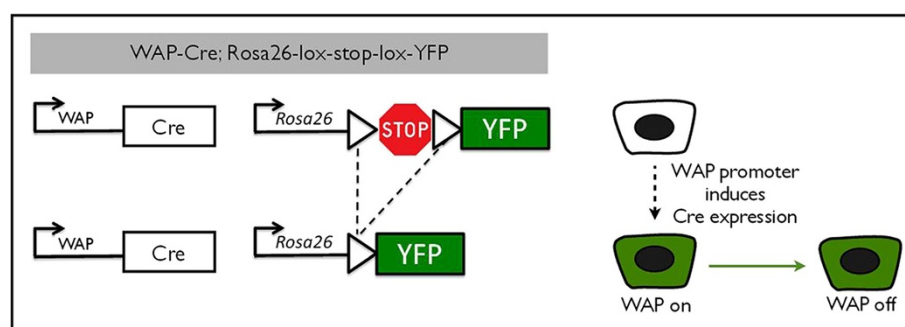 WAP-Cre; Rosa26-lox-stop-lox-YFP
WAP Cre Rosa26 STOP YFP
WAP promoter
induces
Cre expression
WAP Cre Rosa26 YFP
WAP on WAP off